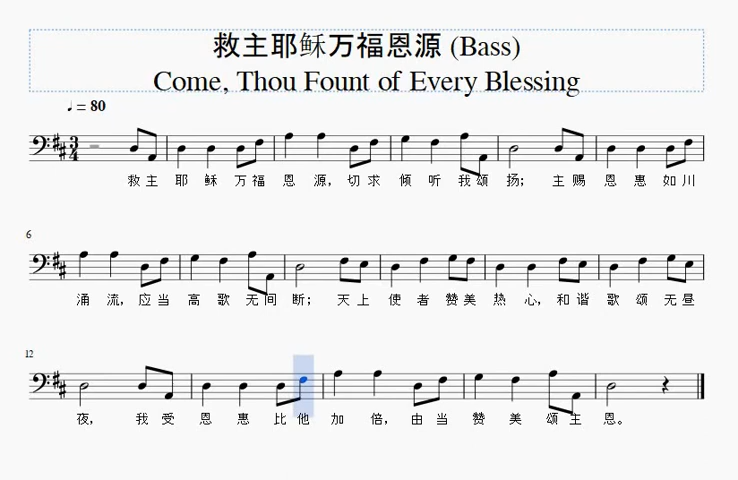 救主耶稣万福恩源 (Bass)
Come, Thou Fount of Every Blessing
♩ = 80
3
4
救 主 耶 稣 万 福 恩 源, 切 求 倾 听 我 颂 扬; 主 赐 恩 惠 如 川
6
涌 流, 应 当 高 歌 无 间 断; 天 上 使 者 赞 美 热 心, 和 谐 歌 颂 无 昼
12
夜, 我 受 恩 惠 比 他 加 倍, 由 当 赞 美 颂 主 恩。